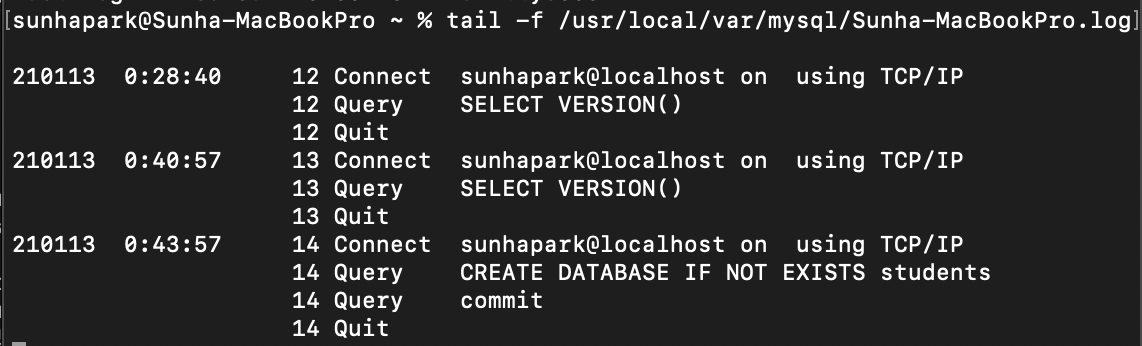 [sunhapark@Sunha-MacBookPro ~ % tail -f /usr/local/var/mysql/Sunha-MacBookPro.log]
210113  0:28:40     12 Connect  sunhapark@localhost on  using TCP/IP
                    12 Query    SELECT VERSION()
                    12 Quit
210113  0:40:57     13 Connect  sunhapark@localhost on  using TCP/IP
                    13 Query    SELECT VERSION()
                    13 Quit
210113  0:43:57     14 Connect  sunhapark@localhost on  using TCP/IP
                    14 Query    CREATE DATABASE IF NOT EXISTS students
                    14 Query    commit
                    14 Quit